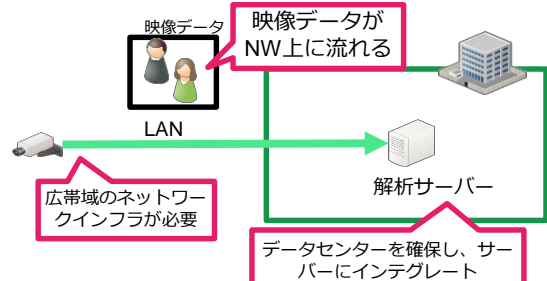 映像データ
映像データが
NW上に流れる
LAN
広帯域のネットワー
クインフラが必要
解析サーバー
データセンターを確保し、サー
バーにインテグレート